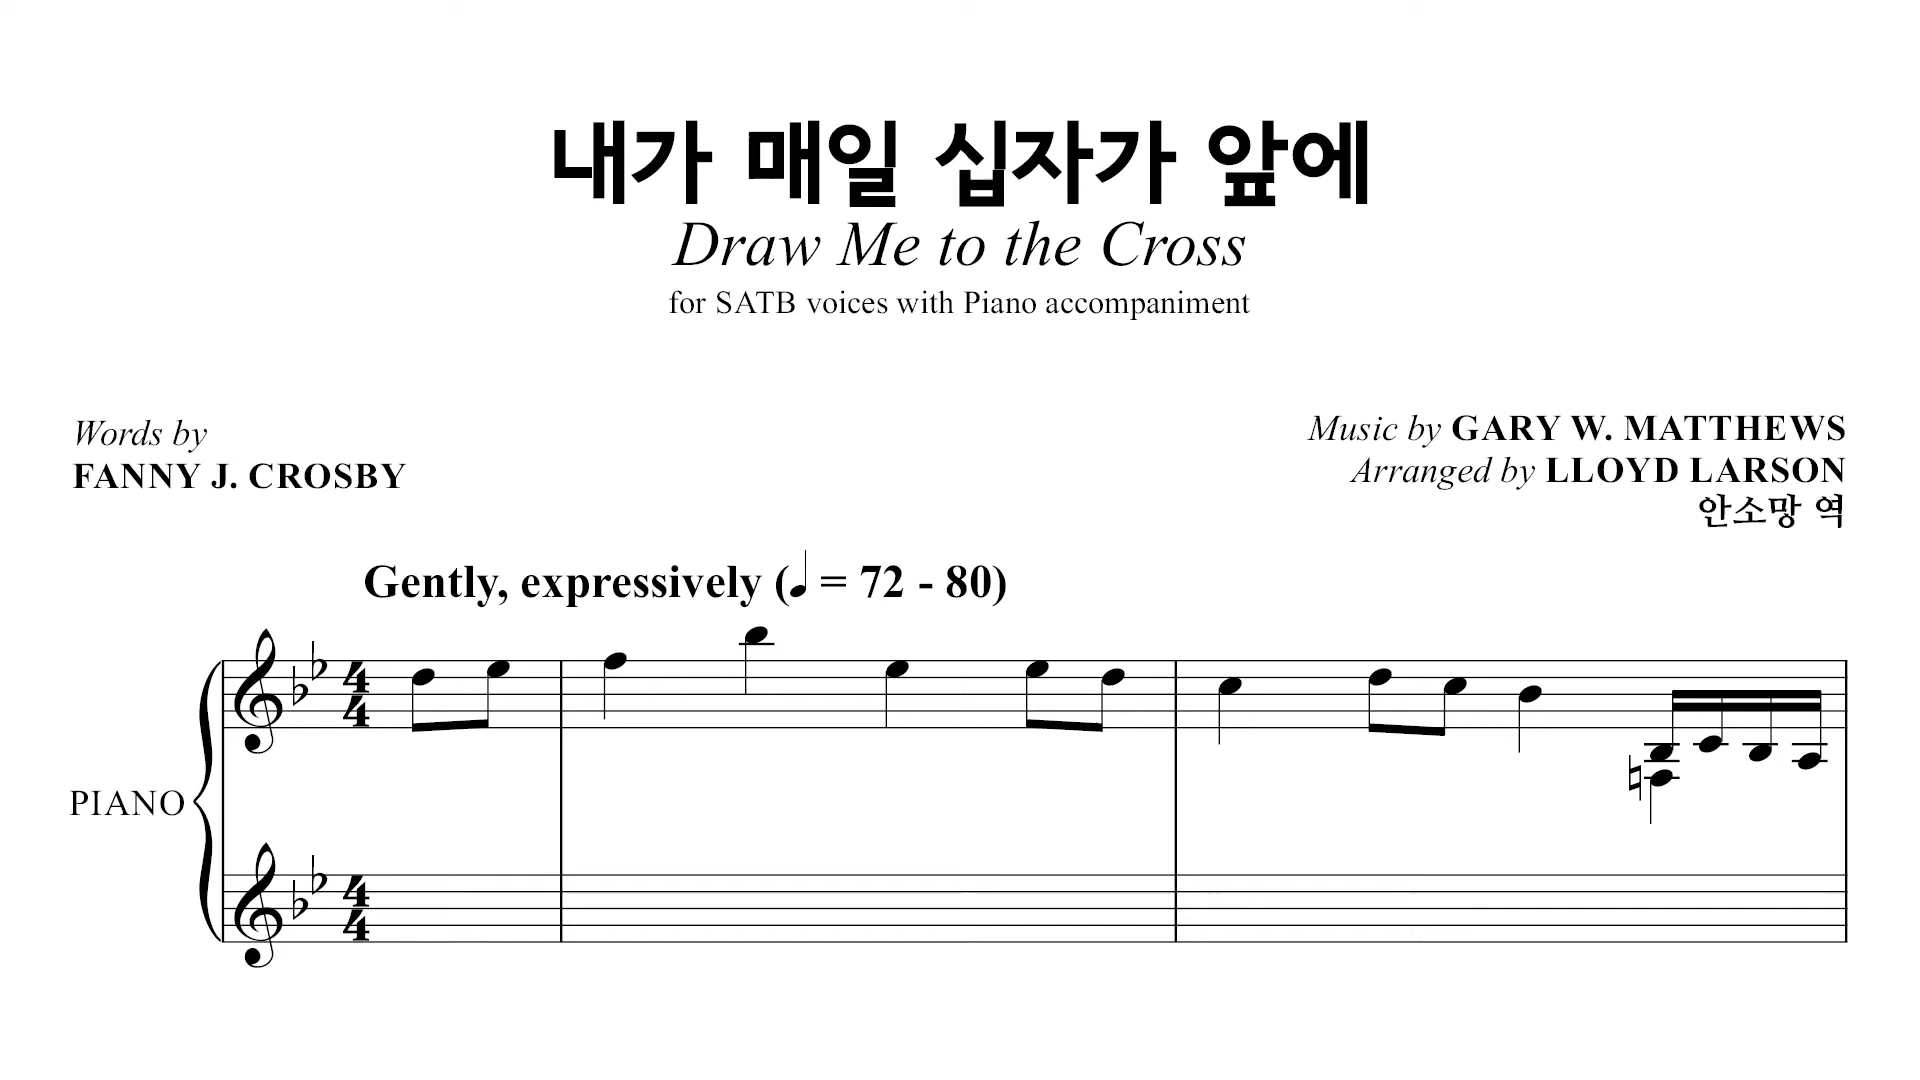 내가 매일 십자가 앞에
Draw Me to the Cross
for SATB voices with Piano accompaniment
Words by
FANNY J. CROSBY
Music by GARY W. MATTHEWS
Arranged by LLOYD LARSON
안소망 역
Gently, expressively (♩ = 72 - 80)
PIANO